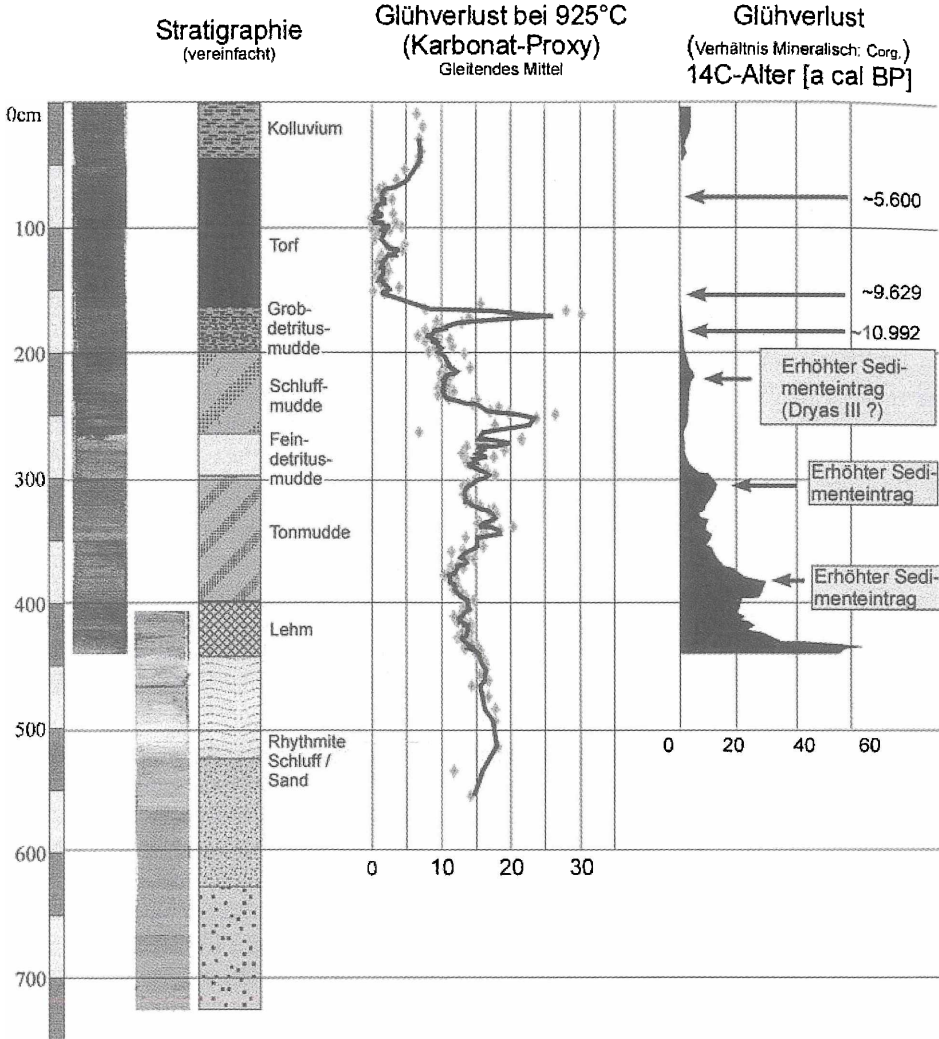 Stratigraphie
(vereinfacht)
Glühverlust bei 925°C
(Karbonat-Proxy)
Gleitendes Mittel
Glühverlust
(Verhältnis Mineralisch: Corg.)
14C-Alter [a cal BP]
0cm
100
200
300
400
500
600
700
Kolluvium
Torf
Grob-
detritus-
mudde
Schluff-
mudde
Fein-
detritus-
mudde
Tonmudde
Lehm
Rhythmite
Schluff /
Sand
0
10
20
30
~5.600
~9.629
~10.992
Erhöhter Sedi-
menteintrag
(Dryas III ?)
Erhöhter Sedi-
menteintrag
Erhöhter Sedi-
menteintrag
0
20
40
60